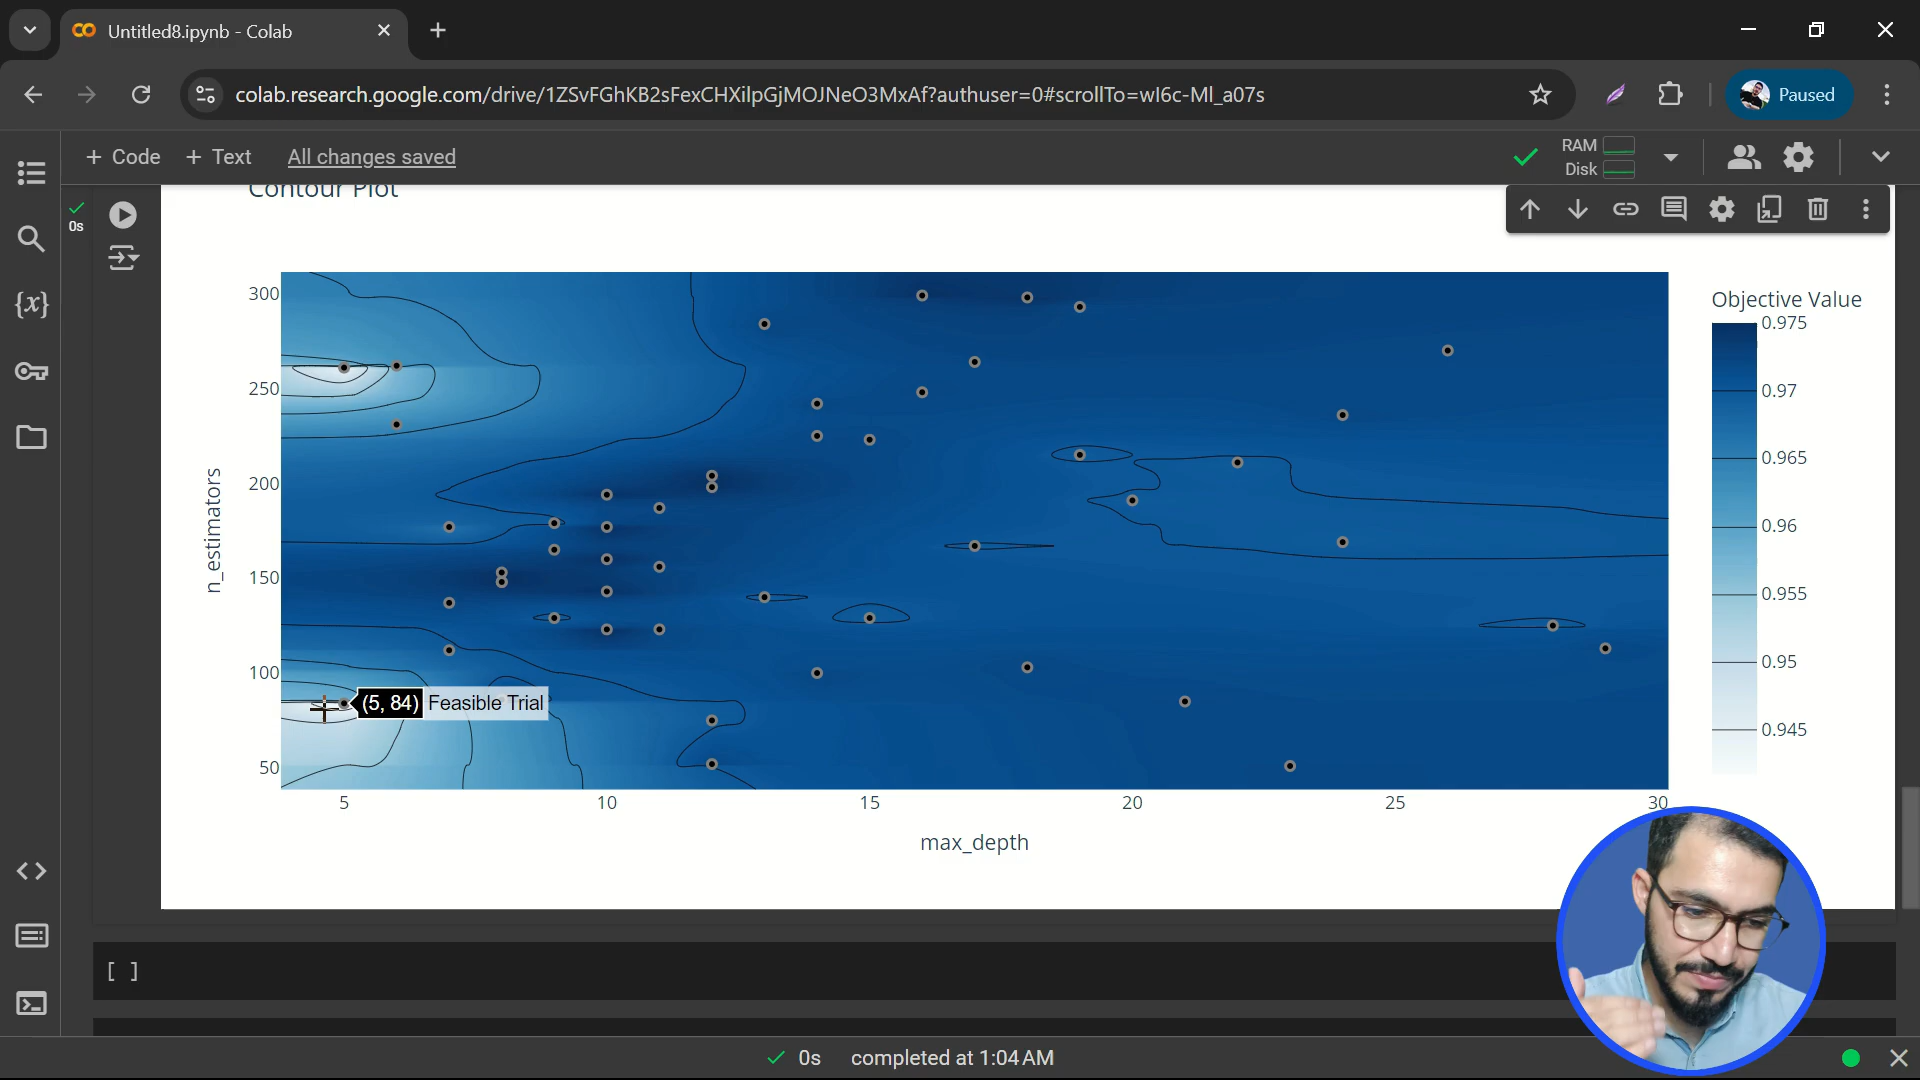 Untitled8.ipynb - Colab
colab.research.google.com/drive/1ZSvFGhKB2sFexCHXilpGjMOJNeO3MxAf?authuser=0#scrollTo=wI6c-Ml_a07s
Paused
+ Code + Text All changes saved
RAM
Disk
Contour Plot
0s
{x}
Objective Value
0.975
0.97
0.965
0.96
0.955
0.95
0.945
300
250
200
150
100
50
n_estimators
(5, 84) Feasible Trial
5 10 15 20 25 30
max_depth
[ ]
0s completed at 1:04 AM